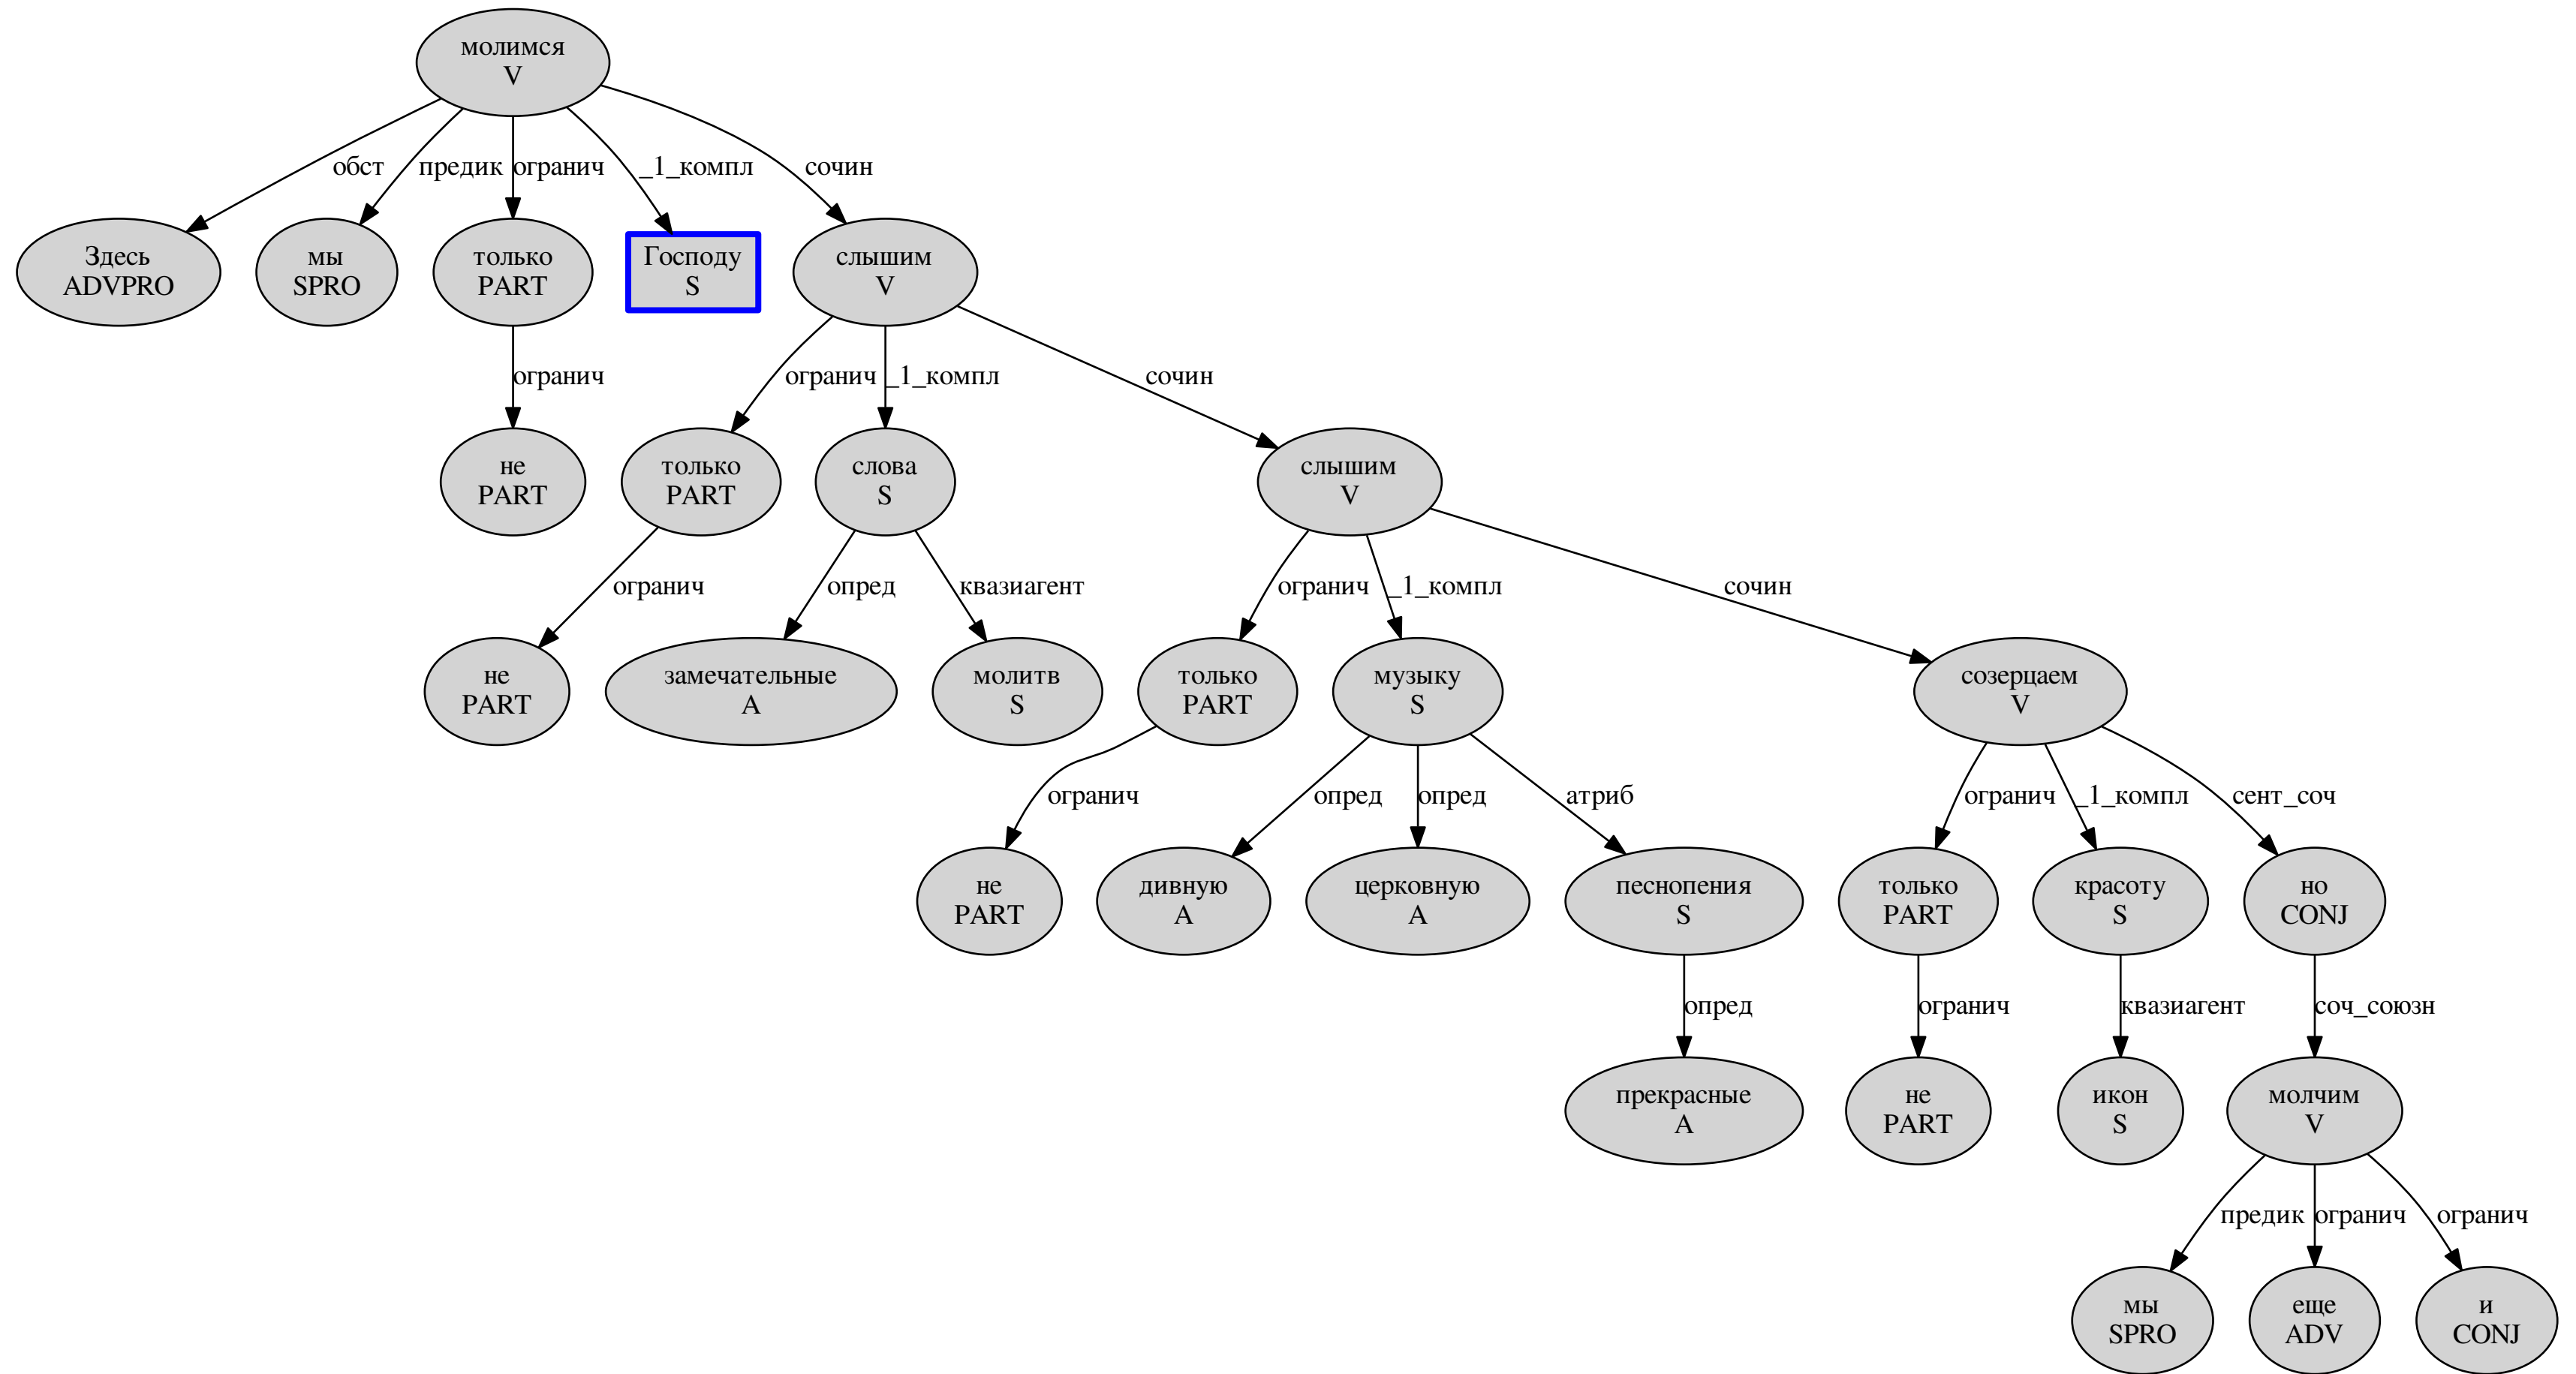 молимся
V
обст
предик
огранич
_1_компл
сочин
Здесь
ADVPRO
мы
SPRO
только
PART
Господу
S
слышим
V
огранич
огранич
_1_компл
сочин
не
PART
только
PART
слова
S
слышим
V
огранич
опред
квазиагент
огранич
_1_компл
сочин
не
PART
замечательные
A
молитв
S
только
PART
музыку
S
созерцаем
V
огранич
опред
опред
атриб
огранич
_1_компл
сент_соч
не
PART
дивную
A
церковную
A
песнопения
S
только
PART
красоту
S
но
CONJ
опред
огранич
квазиагент
соч_союзн
прекрасные
A
не
PART
икон
S
молчим
V
предик
огранич
огранич
мы
SPRO
еще
ADV
и
CONJ